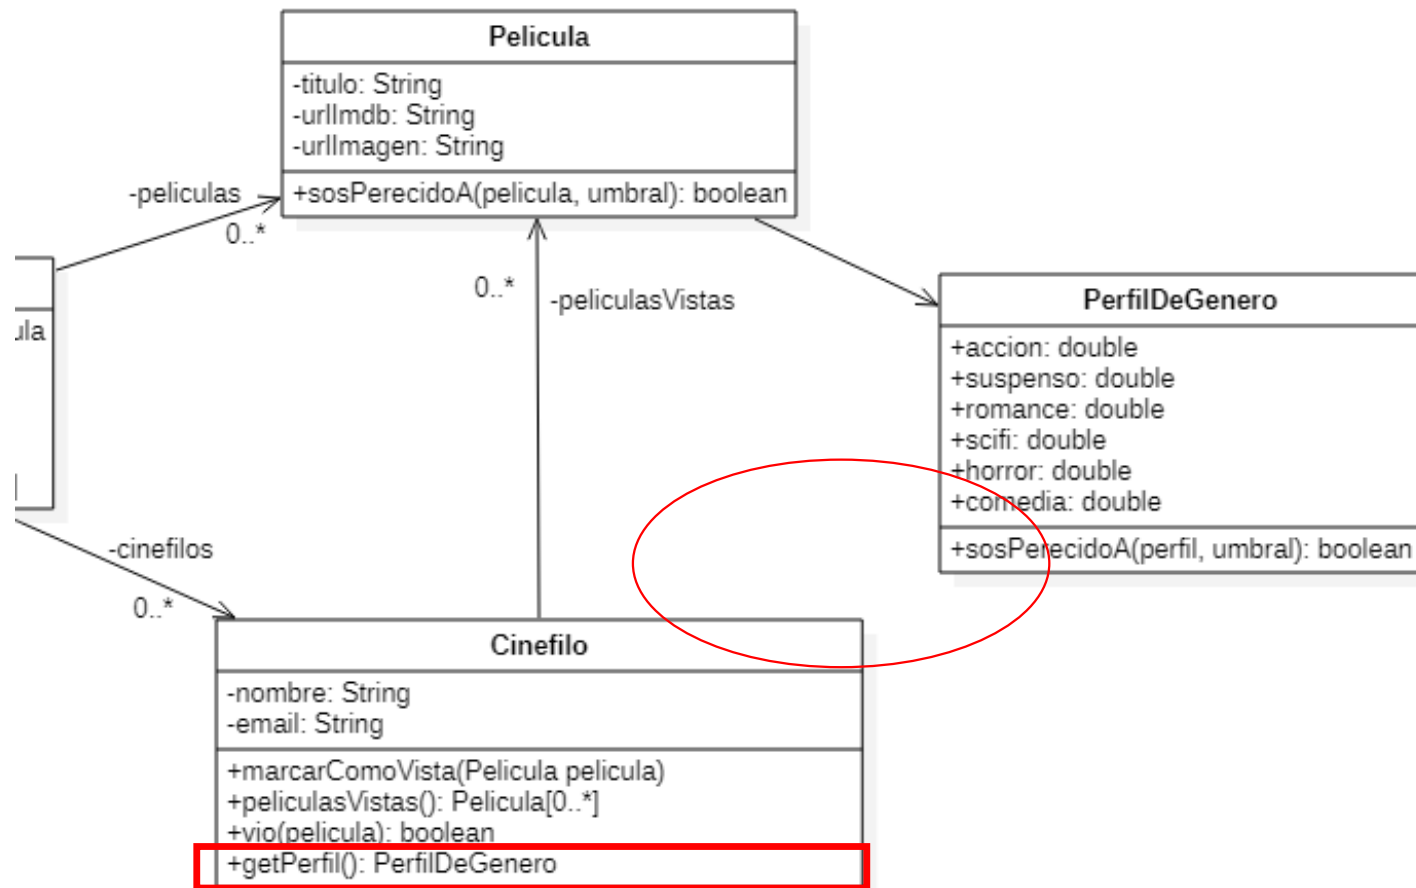 Pelicula
-titulo: String
-urlImdb: String
-urlImagen: String
+sosPerecidoA(pelicula, umbral): boolean
-peliculas
0..*
0..*
-peliculasVistas
PerfilDeGenero
+accion: double
+suspenso: double
+romance: double
+scifi: double
+horror: double
+comedia: double
+sosPerecidoA(perfil, umbral): boolean
ula
-cinefilos
0..*
Cinefilo
-nombre: String
-email: String
+marcarComoVista(Pelicula pelicula)
+peliculasVistas(): Pelicula[0..*]
+vio(pelicula): boolean
+getPerfil(): PerfilDeGenero